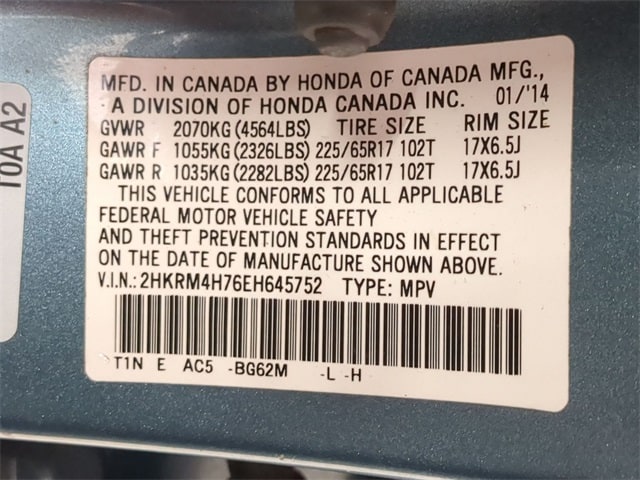 MFD. IN CANADA BY HONDA OF CANADA MFG.,
A DIVISION OF HONDA CANADA INC. 01/'14
GVWR 2070KG(4564LBS) TIRE SIZE RIM SIZE
GAWR F 1055KG(2326LBS) 225/65R17 102T 17X6.5J
GAWR R 1035KG(2282LBS) 225/65R17 102T 17X6.5J
THIS VEHICLE CONFORMS TO ALL APPLICABLE
FEDERAL MOTOR VEHICLE SAFETY
AND THEFT PREVENTION STANDARDS IN EFFECT
ON THE DATE OF MANUFACTURE SHOWN ABOVE.
V.I.N.:2HKRM4H76EH645752 TYPE: MPV
T1N E AC5 -BG62M -L -H
T0A A2